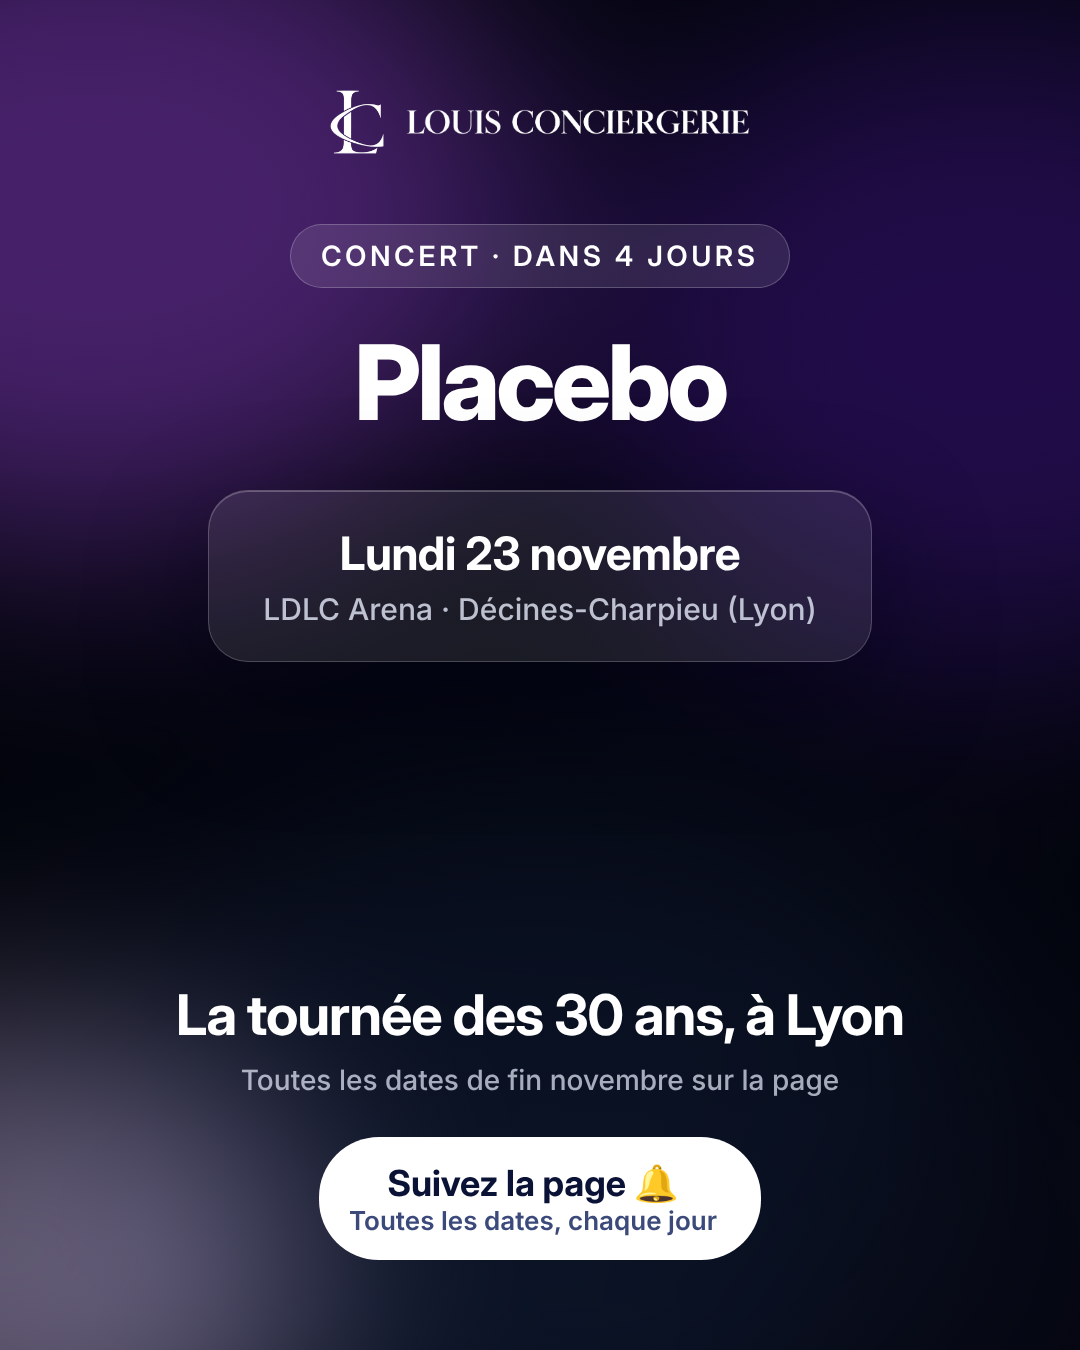 LOUIS CONCIERGERIE
CONCERT · DANS 4 JOURS
Placebo
Lundi 23 novembre
LDLC Arena · Décines-Charpieu (Lyon)
La tournée des 30 ans, à Lyon
Toutes les dates de fin novembre sur la page
Suivez la page 🔔
Toutes les dates, chaque jour